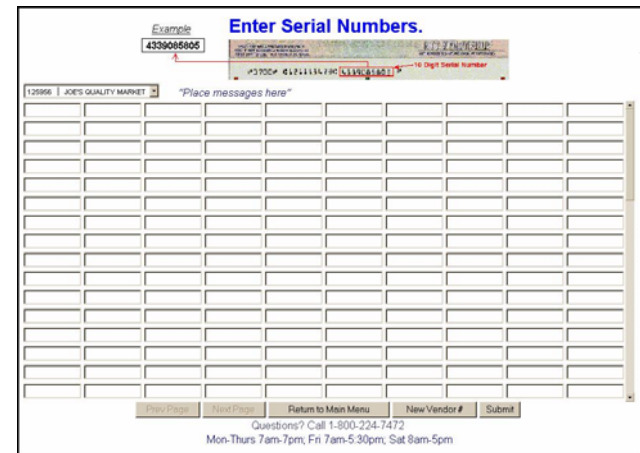 Example
Enter Serial Numbers.
4339085805
10 Digit Serial Number
125956 | JOE'S QUALITY MARKET
"Place messages here"
Prev Page Next Page Return to Main Menu New Vendor # Submit
Questions? Call 1-800-224-7472
Mon-Thurs 7am-7pm; Fri 7am-5:30pm; Sat 8am-5pm